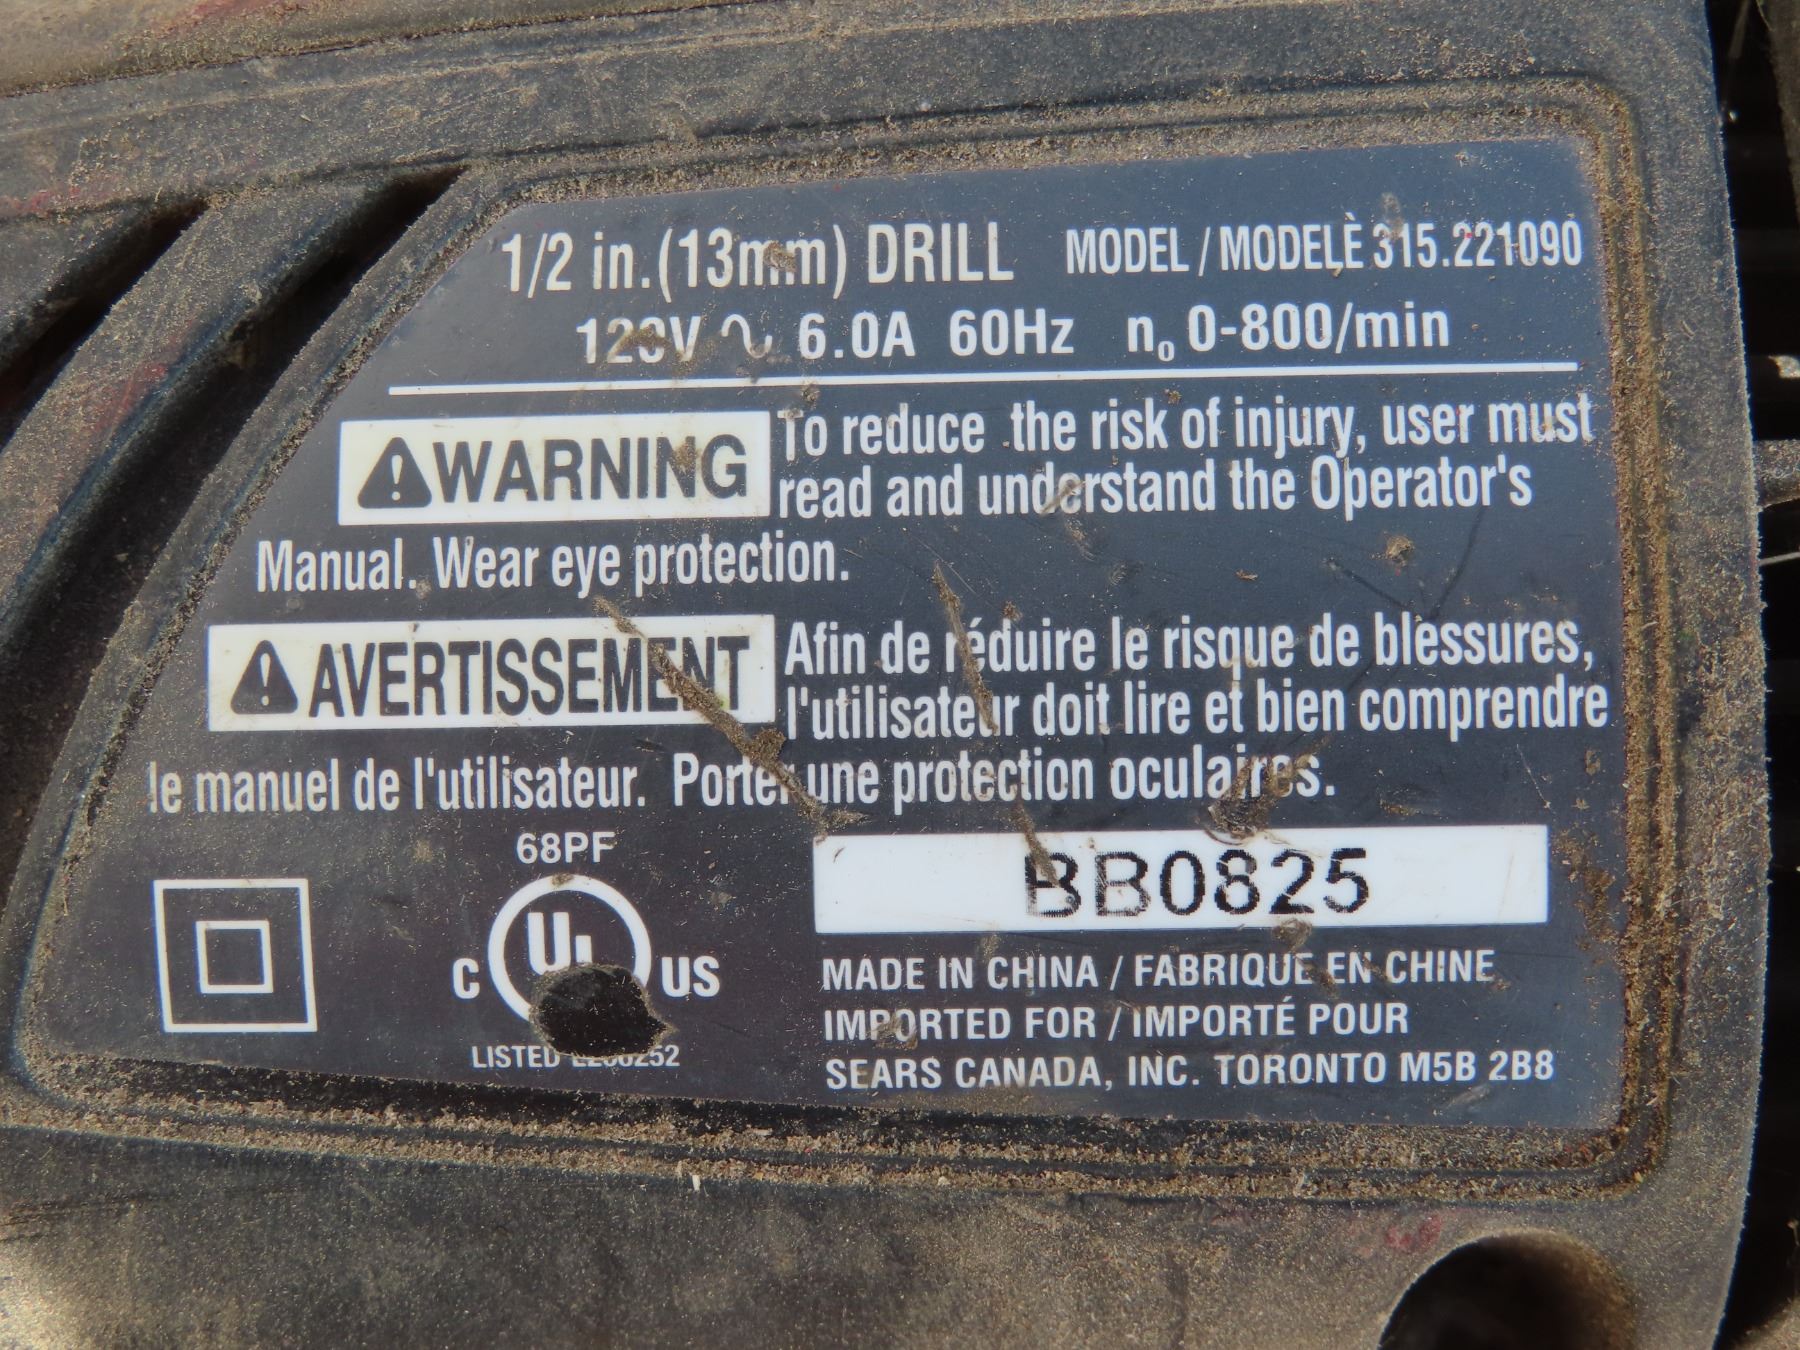 1/2 in.(13mm) DRILL MODEL / MODELÈ 315.221090
120V ∿ 6.0A 60Hz n₀ 0-800/min
WARNING To reduce the risk of injury, user must
read and understand the Operator's
Manual. Wear eye protection.
AVERTISSEMENT Afin de réduire le risque de blessures,
l'utilisateur doit lire et bien comprendre
le manuel de l'utilisateur. Porter une protection oculaires.
68PF
C UL US
LISTED
BB0825
MADE IN CHINA / FABRIQUE EN CHINE
IMPORTED FOR / IMPORTÉ POUR
SEARS CANADA, INC. TORONTO M5B 2B8